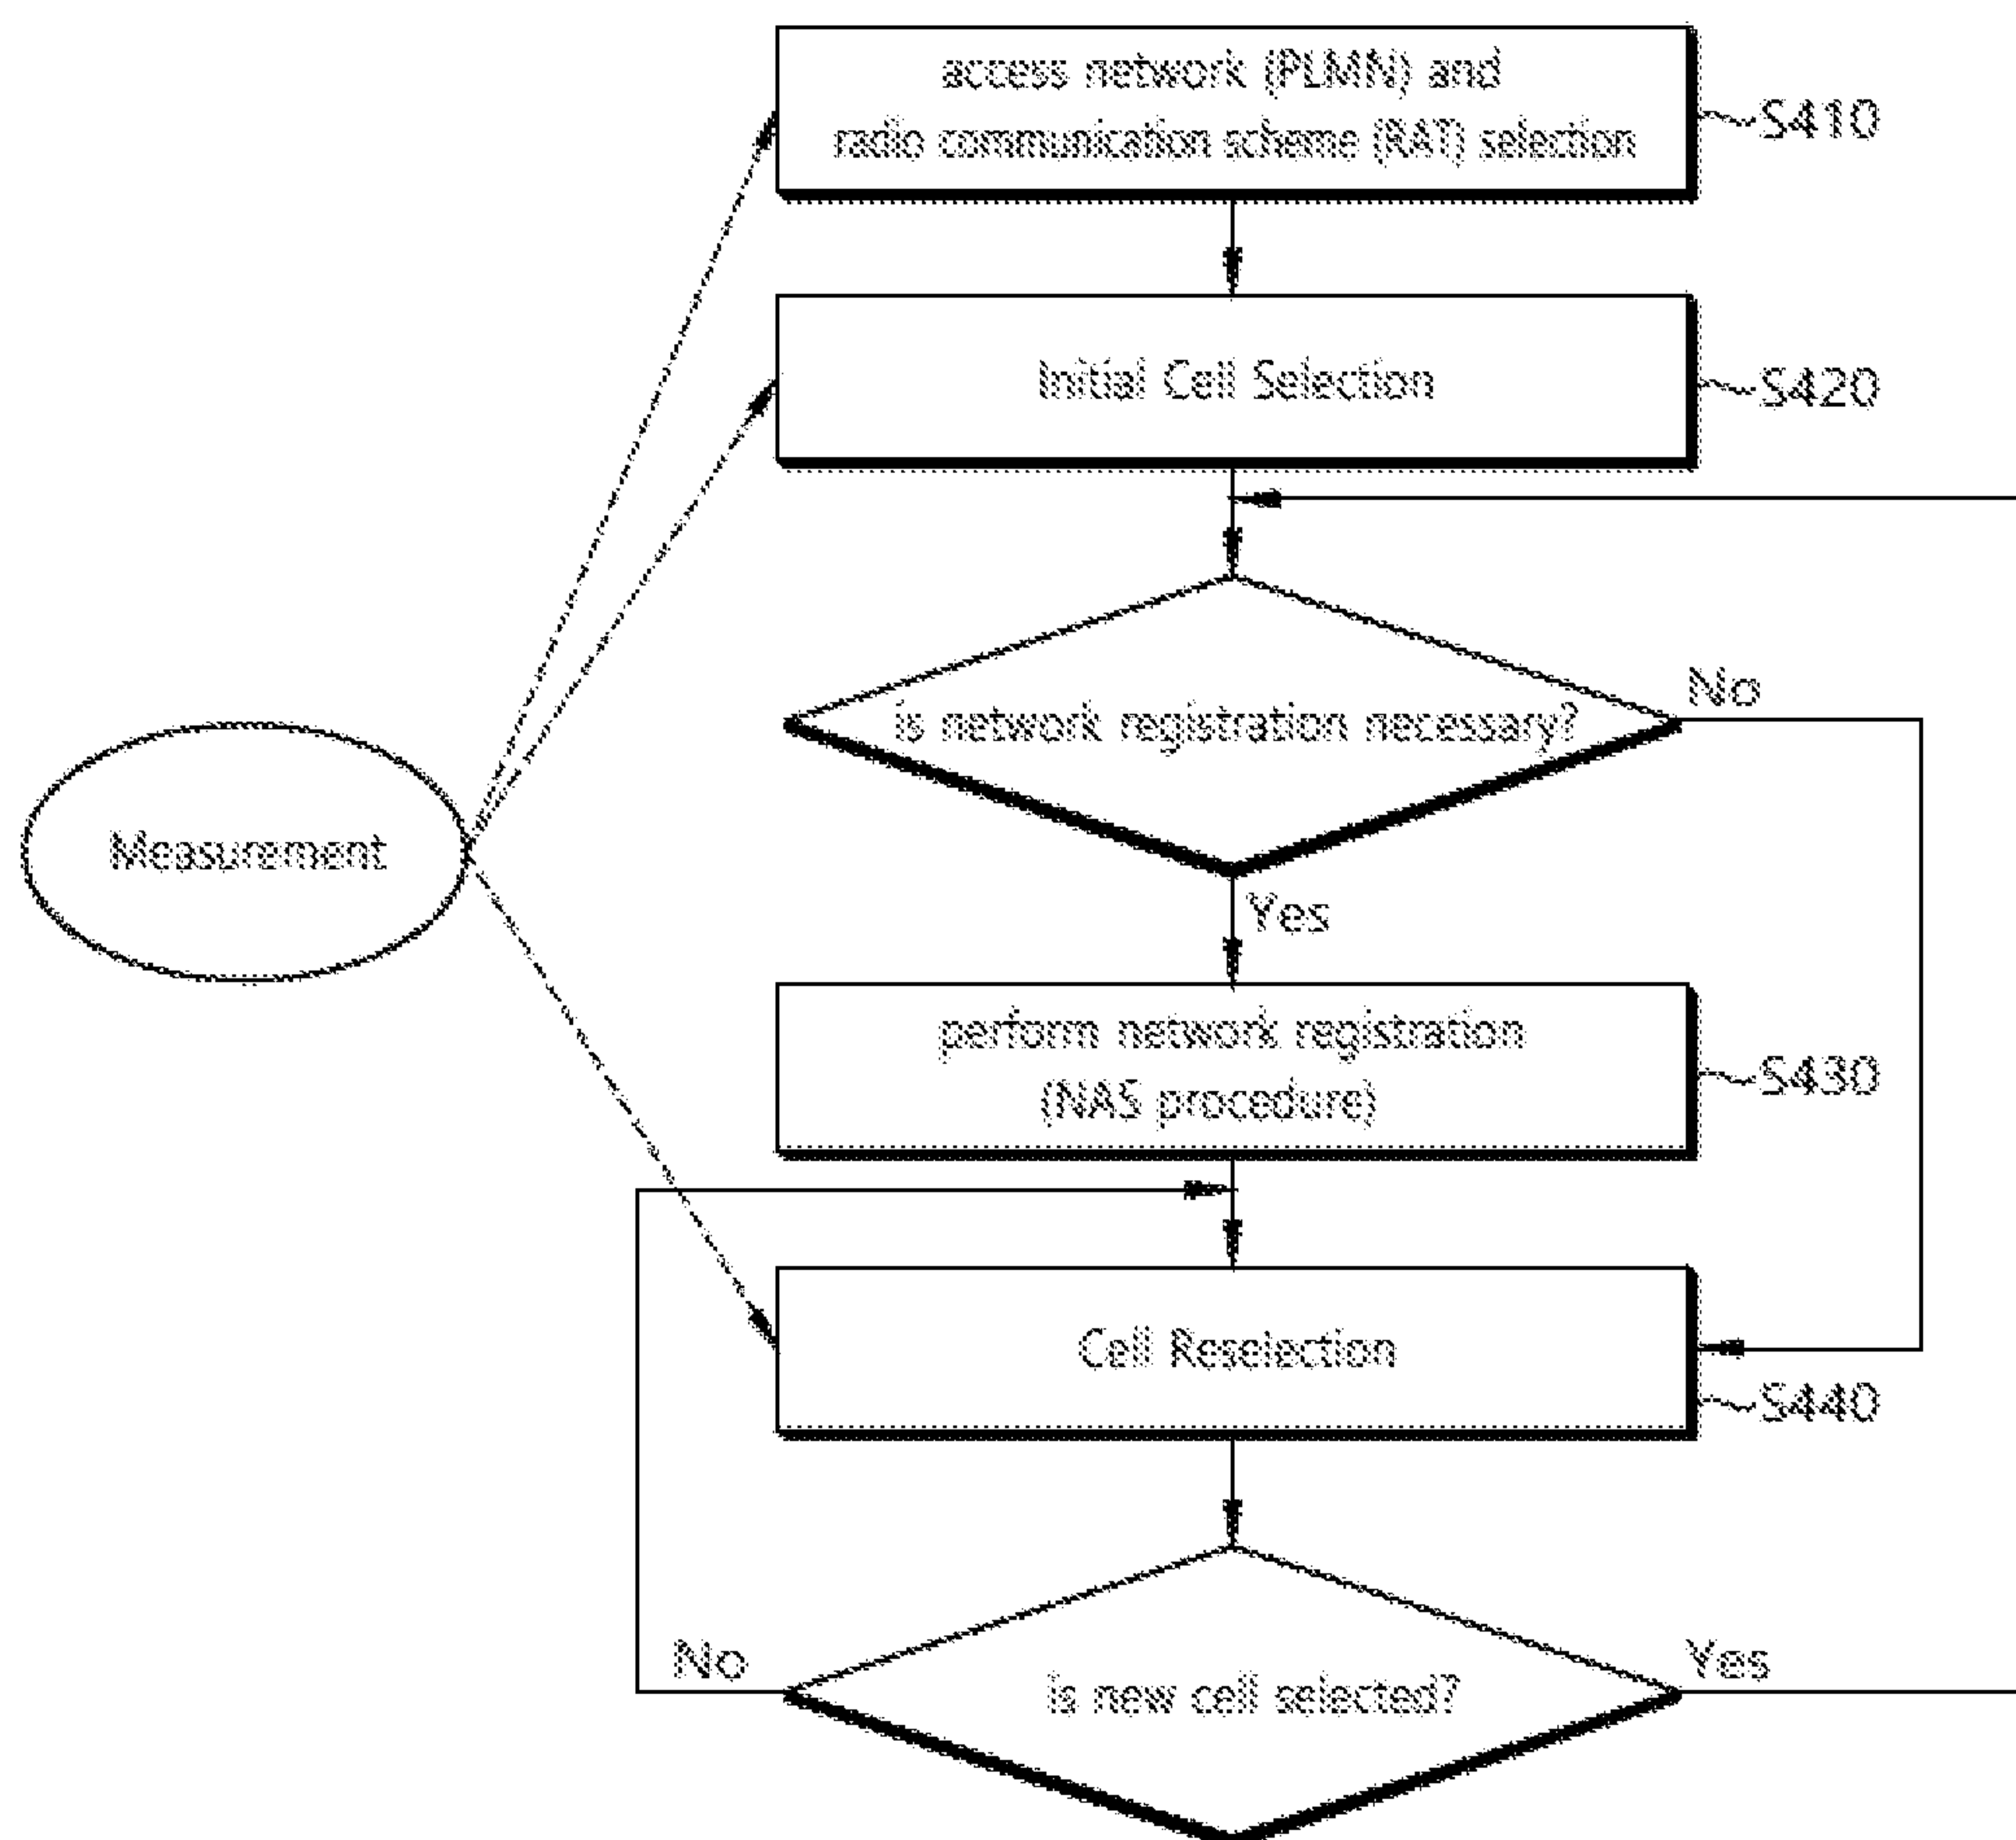 access network (PLMN) and
radio communication scheme (RAT) selection
S410
Initial Cell Selection
S420
is network registration necessary?
No
Measurement
Yes
perform network registration
(NAS procedure)
S430
Cell Reselection
S440
No
is new cell selected?
Yes